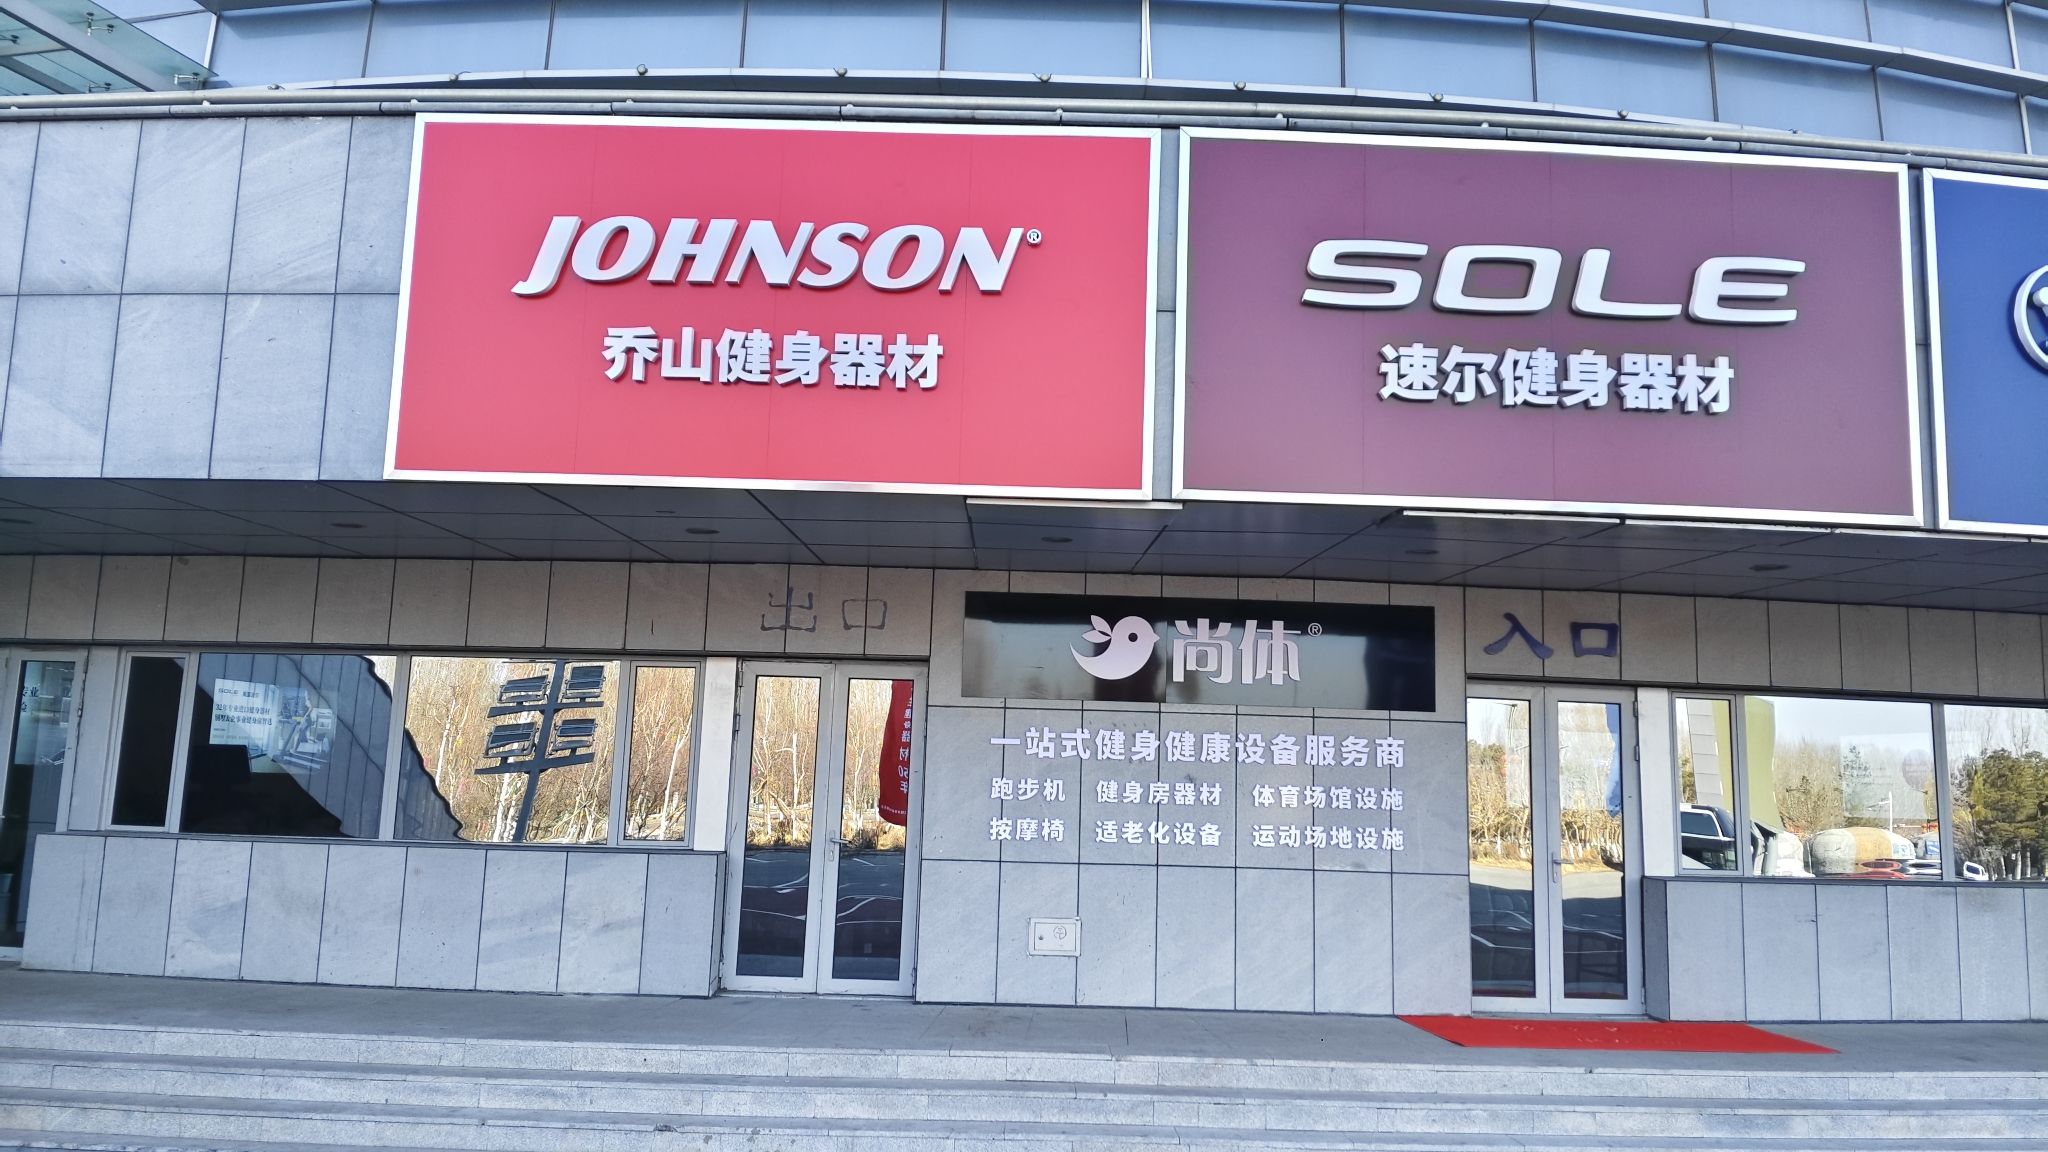 JOHNSON®
乔山健身器材
SOLE
速尔健身器材
出口
尚体®
入口
一站式健身健康设备服务商
跑步机 健身房器材 体育场馆设施
按摩椅 适老化设备 运动场地设施
SOLE